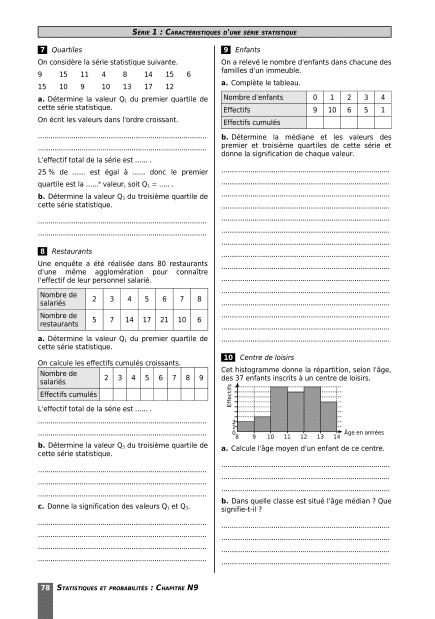 SÉRIE 1 : CARACTÉRISTIQUES D'UNE SÉRIE STATISTIQUE
7 Quartiles
On considère la série statistique suivante.
9 15 11 4 8 14 15 6
15 10 9 10 13 17 12
a. Détermine la valeur Q1 du premier quartile de
cette série statistique.
On écrit les valeurs dans l'ordre croissant.
L'effectif total de la série est ...... .
25 % de ...... est égal à ...... donc le premier
quartile est la ......e valeur, soit Q1 = ..... .
b. Détermine la valeur Q3 du troisième quartile de
cette série statistique.
8 Restaurants
Une enquête a été réalisée dans 80 restaurants
d'une même agglomération pour connaître
l'effectif de leur personnel salarié.
Nombre de salariés 2 3 4 5 6 7 8
Nombre de restaurants 5 7 14 17 21 10 6
a. Détermine la valeur Q1 du premier quartile de
cette série statistique.
On calcule les effectifs cumulés croissants.
Nombre de salariés 2 3 4 5 6 7 8 9
Effectifs cumulés
L'effectif total de la série est ...... .
b. Détermine la valeur Q3 du troisième quartile de
cette série statistique.
c. Donne la signification des valeurs Q1 et Q3.
9 Enfants
On a relevé le nombre d'enfants dans chacune des
familles d'un immeuble.
a. Complète le tableau.
Nombre d'enfants 0 1 2 3 4
Effectifs 9 10 6 5 1
Effectifs cumulés
b. Détermine la médiane et les valeurs des
premier et troisième quartiles de cette série et
donne la signification de chaque valeur.
10 Centre de loisirs
Cet histogramme donne la répartition, selon l'âge,
des 37 enfants inscrits à un centre de loisirs.
Effectifs
2
0
8 9 10 11 12 13 14
Âge en années
a. Calcule l'âge moyen d'un enfant de ce centre.
b. Dans quelle classe est situé l'âge médian ? Que
signifie-t-il ?
78 STATISTIQUES ET PROBABILITÉS : CHAPITRE N9